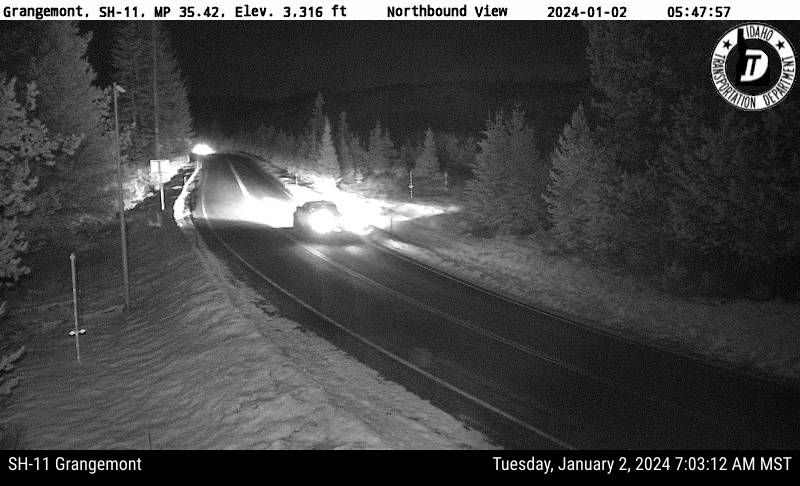 Grangemont, SH-11, MP 35.42, Elev. 3,316 ft Northbound View 2024-01-02 05:47:57
IDAHO
TRANSPORTATION DEPARTMENT
SH-11 Grangemont Tuesday, January 2, 2024 7:03:12 AM MST